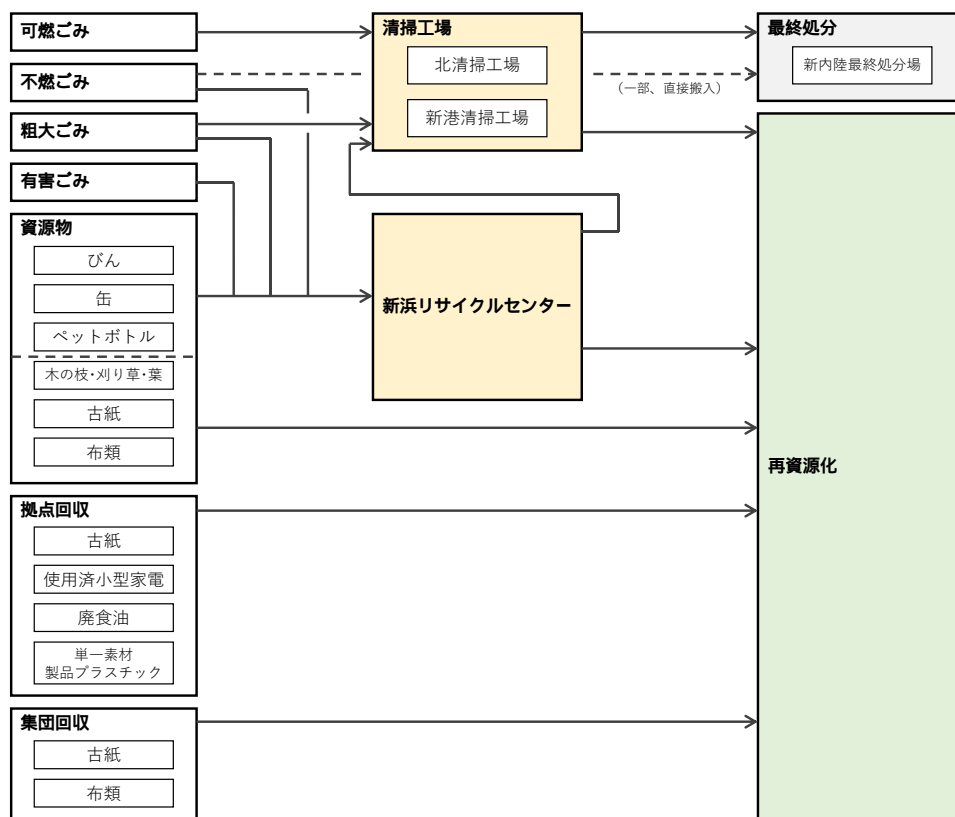 可燃ごみ
不燃ごみ
粗大ごみ
有害ごみ
資源物
びん
缶
ペットボトル
木の枝・刈り草・葉
古紙
布類
拠点回収
古紙
使用済小型家電
廃食油
単一素材
製品プラスチック
集団回収
古紙
布類
清掃工場
北清掃工場
新港清掃工場
新浜リサイクルセンター
(一部、直接搬入)
最終処分
新内陸最終処分場
再資源化